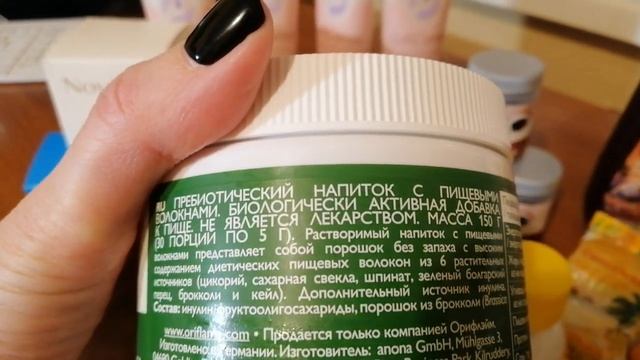 RU ПРЕБИОТИЧЕСКИЙ НАПИТОК С ПИЩЕВЫМИ
ВОЛОКНАМИ. БИОЛОГИЧЕСКИ АКТИВНАЯ ДОБАВКА
К ПИЩЕ. НЕ ЯВЛЯЕТСЯ ЛЕКАРСТВОМ. МАССА 150 Г
(30 ПОРЦИЙ ПО 5 Г). Растворимый напиток с пищевыми
волокнами представляет собой порошок без запаха с высоким
содержанием диетических пищевых волокон из 6 растительных
источников (цикорий, сахарная свекла, шпинат, зеленый болгарский
перец, брокколи и кейл). Дополнительный источник инулина.
Состав: инулин-фруктоолигосахариды, порошок из брокколи (Brassica
www.oriflame.com • Продается только компанией Орифлэйм.
Изготовлено в Германии. Изготовитель: anona GmbH, Mühlgasse